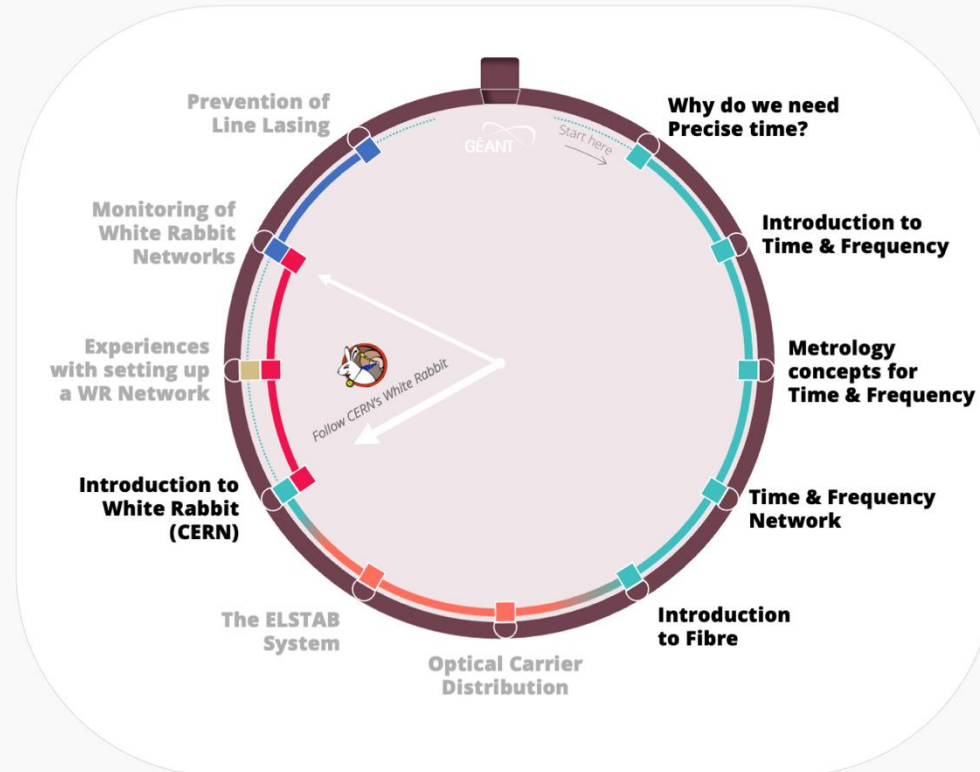 GÉANT
Start here
Why do we need
Precise time?
Introduction to
Time & Frequency
Metrology
concepts for
Time & Frequency
Time & Frequency
Network
Introduction
to Fibre
Optical Carrier
Distribution
The ELSTAB
System
Introduction to
White Rabbit
(CERN)
Experiences
with setting up
a WR Network
Monitoring of
White Rabbit
Networks
Prevention of
Line Lasing
Follow CERN's White Rabbit